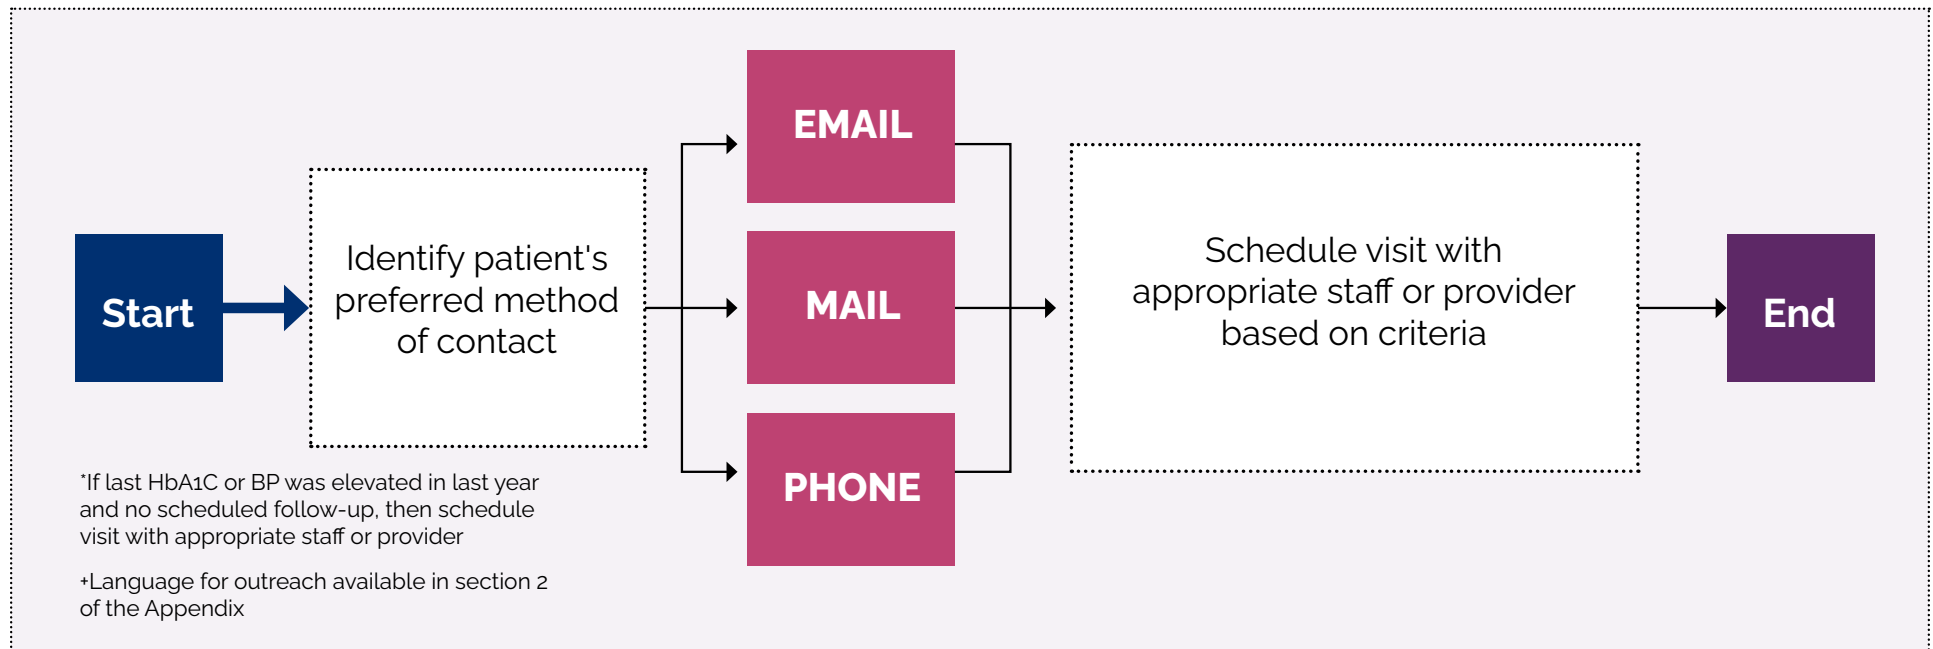 Start
Identify patient's
preferred method
of contact
EMAIL
MAIL
PHONE
Schedule visit with
appropriate staff or provider
based on criteria
End
*If last HbA1C or BP was elevated in last year
and no scheduled follow-up, then schedule
visit with appropriate staff or provider
+Language for outreach available in section 2
of the Appendix